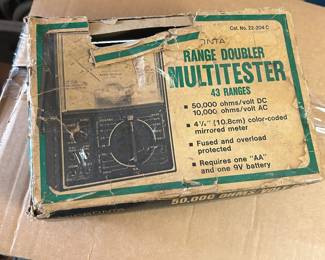 Cat. No. 22-204 C
NTA
RANGE DOUBLER
MULTITESTER
43 RANGES
• 50,000 ohms/volt DC
10,000 ohms/volt AC
• 4¼" (10.8cm) color-coded
mirrored meter
• Fused and overload
protected
• Requires one "AA"
and one 9V battery
50,000 OHMS